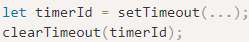 let timerId = setTimeout(...);
clearTimeout(timerId);